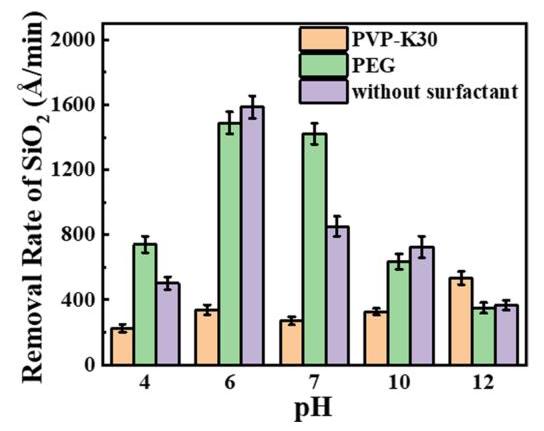 Removal Rate of SiO₂ (Å/min)
2000
1600
1200
800
400
0
PVP-K30
PEG
without surfactant
4 6 7 10 12
pH